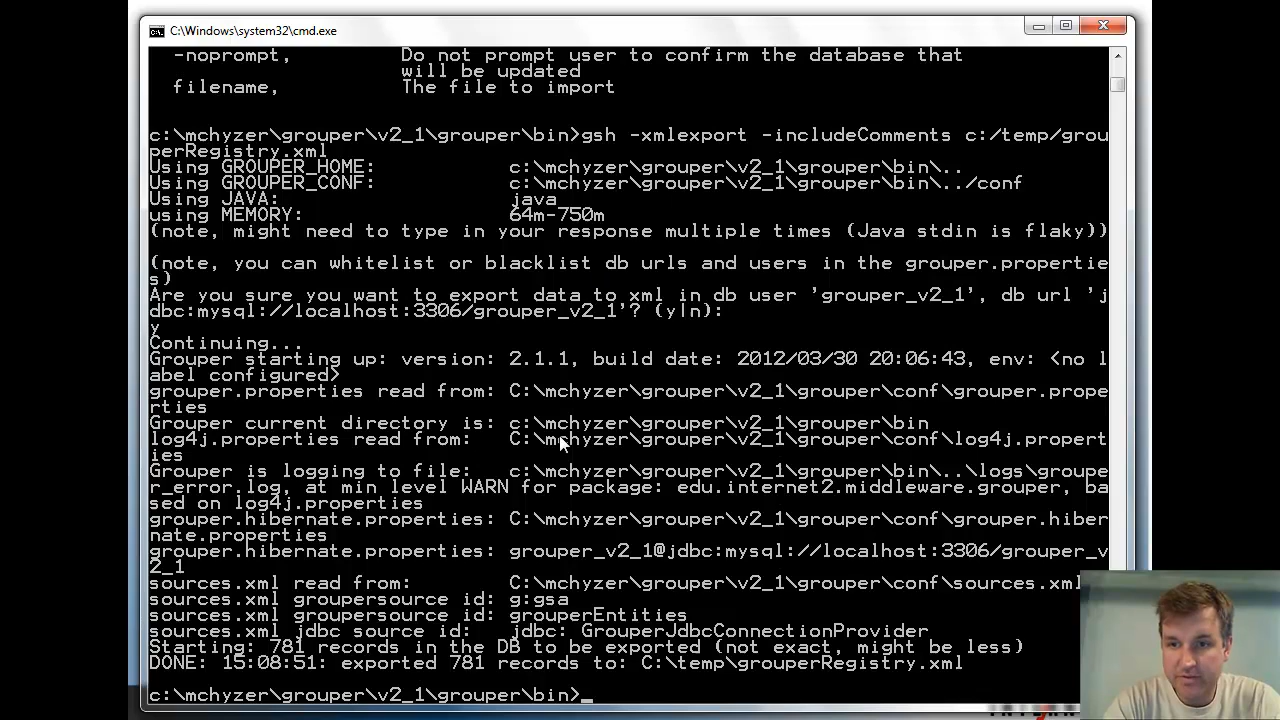 C:\Windows\system32\cmd.exe
-noprompt, Do not prompt user to confirm the database that
will be updated
filename, The file to import
c:\mchyzer\grouper\v2_1\grouper\bin>gsh -xmlexport -includeComments c:/temp/grou
perRegistry.xml
Using GROUPER_HOME: c:\mchyzer\grouper\v2_1\grouper\bin\..
Using GROUPER_CONF: c:\mchyzer\grouper\v2_1\grouper\bin\../conf
Using JAVA: java
using MEMORY: 64m-750m
(note, might need to type in your response multiple times (Java stdin is flaky))
(note, you can whitelist or blacklist db urls and users in the grouper.propertie
s)
Are you sure you want to export data to xml in db user 'grouper_v2_1', db url 'j
dbc:mysql://localhost:3306/grouper_v2_1'? (y|n):
y
Continuing...
Grouper starting up: version: 2.1.1, build date: 2012/03/30 20:06:43, env: <no l
abel configured>
grouper.properties read from: C:\mchyzer\grouper\v2_1\grouper\conf\grouper.prope
rties
Grouper current directory is: c:\mchyzer\grouper\v2_1\grouper\bin
log4j.properties read from: C:\mchyzer\grouper\v2_1\grouper\conf\log4j.propert
ies
Grouper is logging to file: c:\mchyzer\grouper\v2_1\grouper\bin\..\logs\groupe
r_error.log, at min level WARN for package: edu.internet2.middleware.grouper, ba
sed on log4j.properties
grouper.hibernate.properties: C:\mchyzer\grouper\v2_1\grouper\conf\grouper.hiber
nate.properties
grouper.hibernate.properties: grouper_v2_1@jdbc:mysql://localhost:3306/grouper_v
2_1
sources.xml read from: C:\mchyzer\grouper\v2_1\grouper\conf\sources.xml
sources.xml groupersource id: g:gsa
sources.xml groupersource id: grouperEntities
sources.xml jdbc source id: jdbc: GrouperJdbcConnectionProvider
Starting: 781 records in the DB to be exported (not exact, might be less)
DONE: 15:08:51: exported 781 records to: C:\temp\grouperRegistry.xml
c:\mchyzer\grouper\v2_1\grouper\bin>_